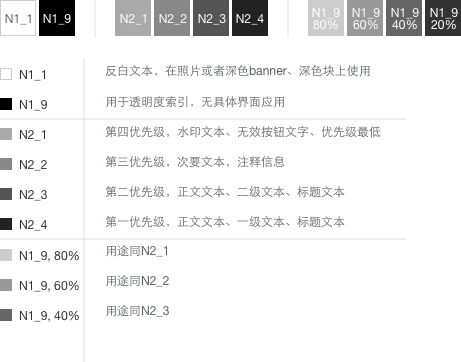 N1_1 N1_9 N2_1 N2_2 N2_3 N2_4 N1_9 80% N1_9 60% N1_9 40% N1_9 20%
N1_1 反白文本，在照片或者深色banner、深色块上使用
N1_9 用于透明度索引，无具体界面应用
N2_1 第四优先级，水印文本、无效按钮文字、优先级最低
N2_2 第三优先级，次要文本，注释信息
N2_3 第二优先级，正文文本、二级文本、标题文本
N2_4 第一优先级，正文文本、一级文本、标题文本
N1_9, 80% 用途同N2_1
N1_9, 60% 用途同N2_2
N1_9, 40% 用途同N2_3